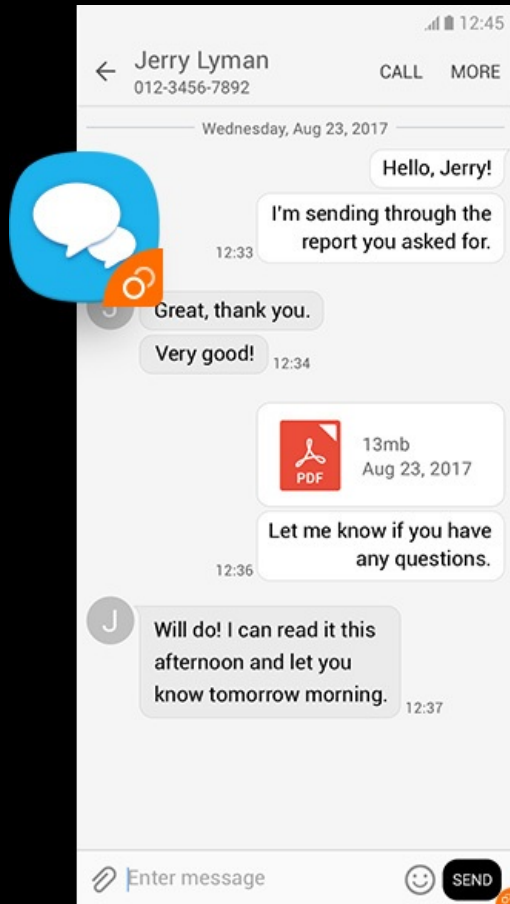 12:45
Jerry Lyman
012-3456-7892
CALL MORE
Wednesday, Aug 23, 2017
Hello, Jerry!
I'm sending through the
report you asked for.
12:33
J
Great, thank you.
Very good!
12:34
PDF
13mb
Aug 23, 2017
Let me know if you have
any questions.
12:36
J
Will do! I can read it this
afternoon and let you
know tomorrow morning.
12:37
Enter message
SEND